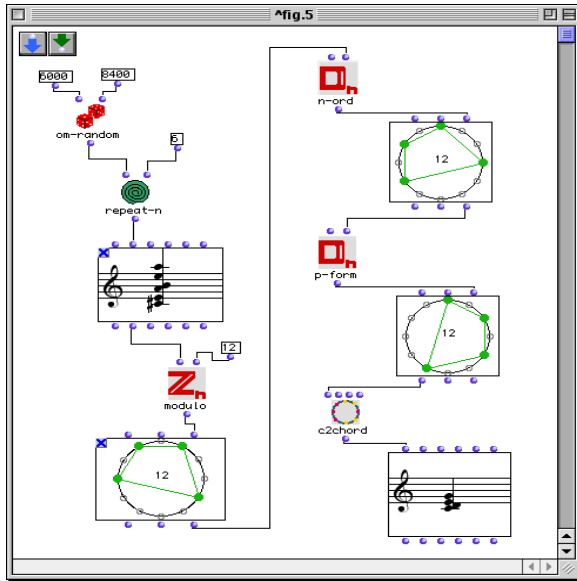 ^fig.5
6000
8400
om-random
6
repeat-n
12
n
modulo
12
n
n-ord
12
n
p-form
12
c2chord